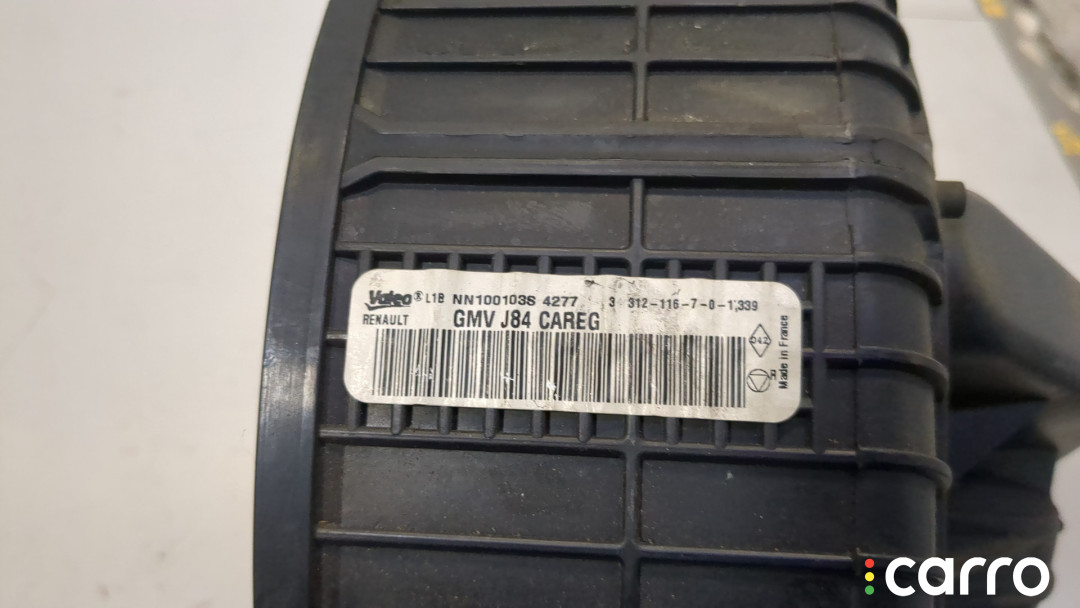 Valeo L1B NN100103S 4277 3 312-116-7-0-1,339
RENAULT GMV J84 CAREG
042
R
Made in France
carro